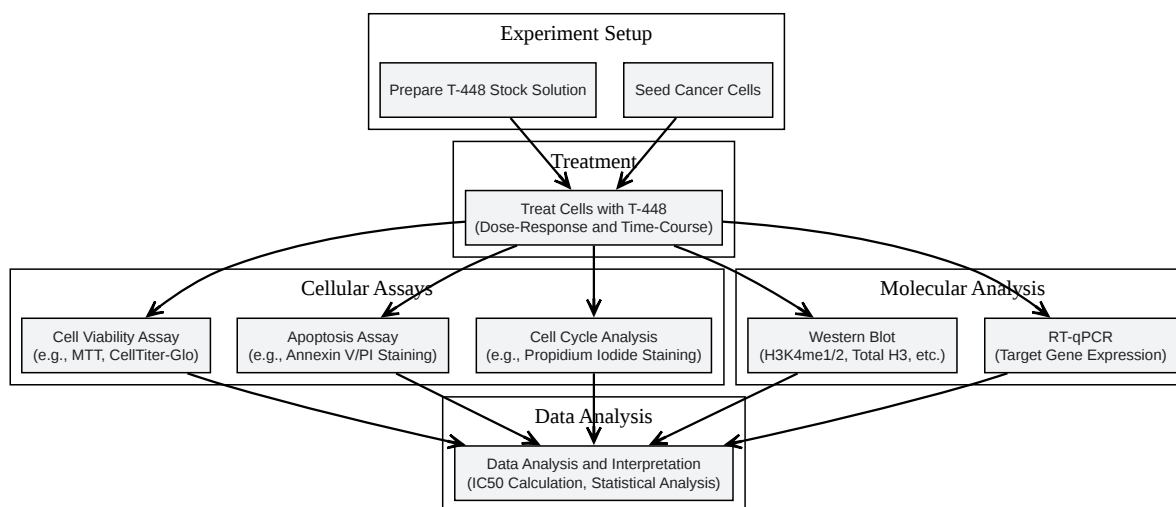 Experiment Setup
Prepare T-448 Stock Solution
Seed Cancer Cells
Treatment
Treat Cells with T-448
(Dose-Response and Time-Course)
Cellular Assays
Molecular Analysis
Cell Viability Assay
(e.g., MTT, CellTiter-Glo)
Apoptosis Assay
(e.g., Annexin V/PI Staining)
Cell Cycle Analysis
(e.g., Propidium Iodide Staining)
Western Blot
(H3K4me1/2, Total H3, etc.)
RT-qPCR
(Target Gene Expression)
Data Analysis
Data Analysis and Interpretation
(IC50 Calculation, Statistical Analysis)